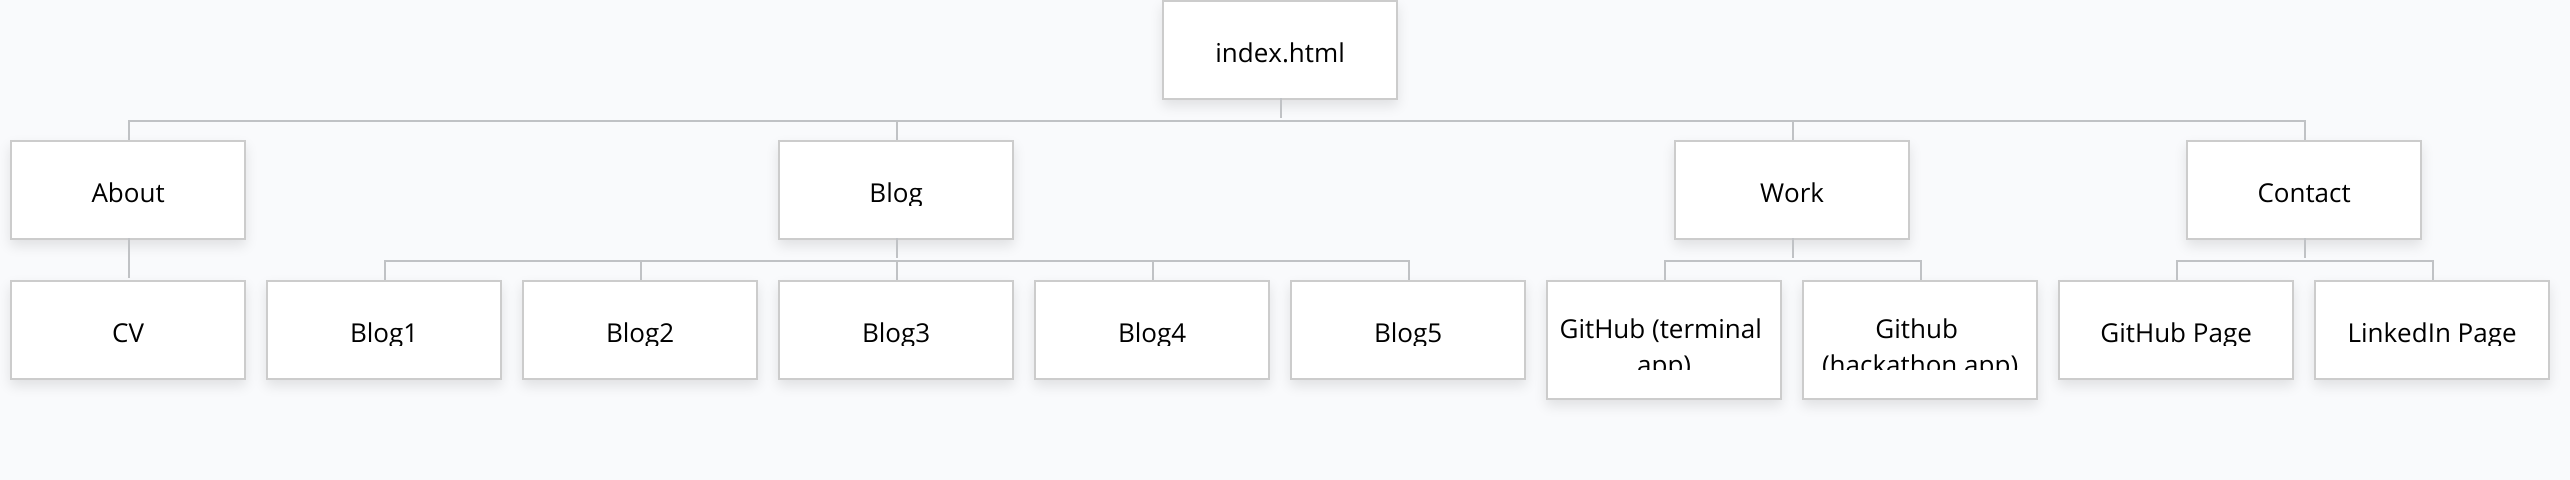 index.html
About
Blog
Work
Contact
CV
Blog1
Blog2
Blog3
Blog4
Blog5
GitHub (terminal
app)
Github
(hackathon app)
GitHub Page
LinkedIn Page